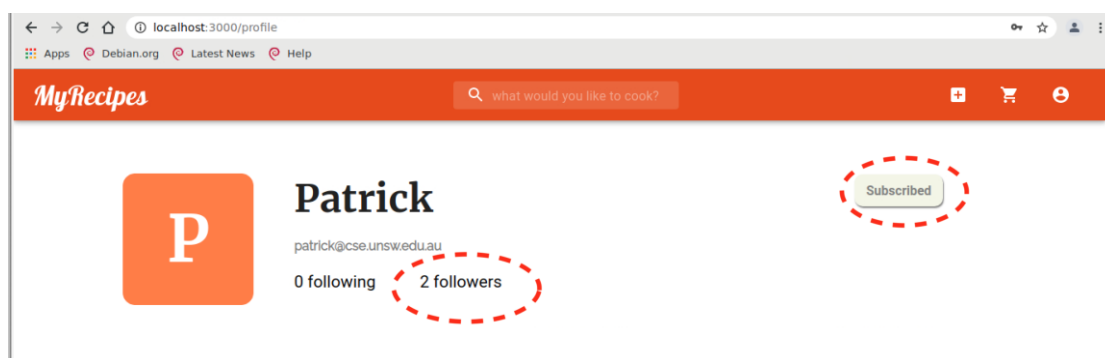 localhost:3000/profile
Apps Debian.org Latest News Help
MyRecipes what would you like to cook?
P
Patrick
Subscribed
patrick@cse.unsw.edu.au
0 following 2 followers